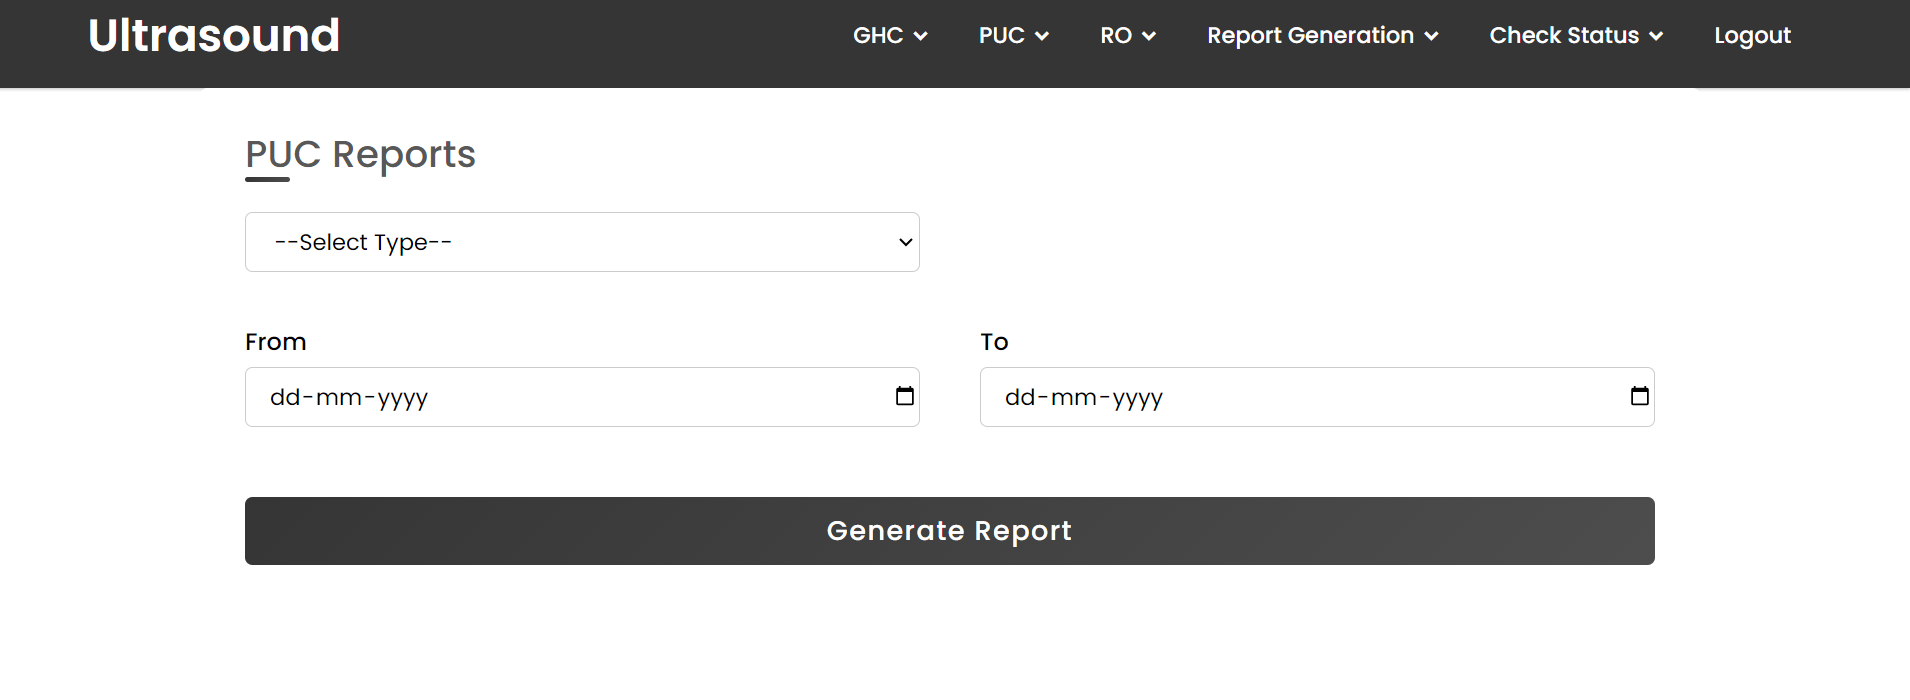 Ultrasound GHC PUC RO Report Generation Check Status Logout
PUC Reports
--Select Type--
From To
dd-mm-yyyy dd-mm-yyyy
Generate Report